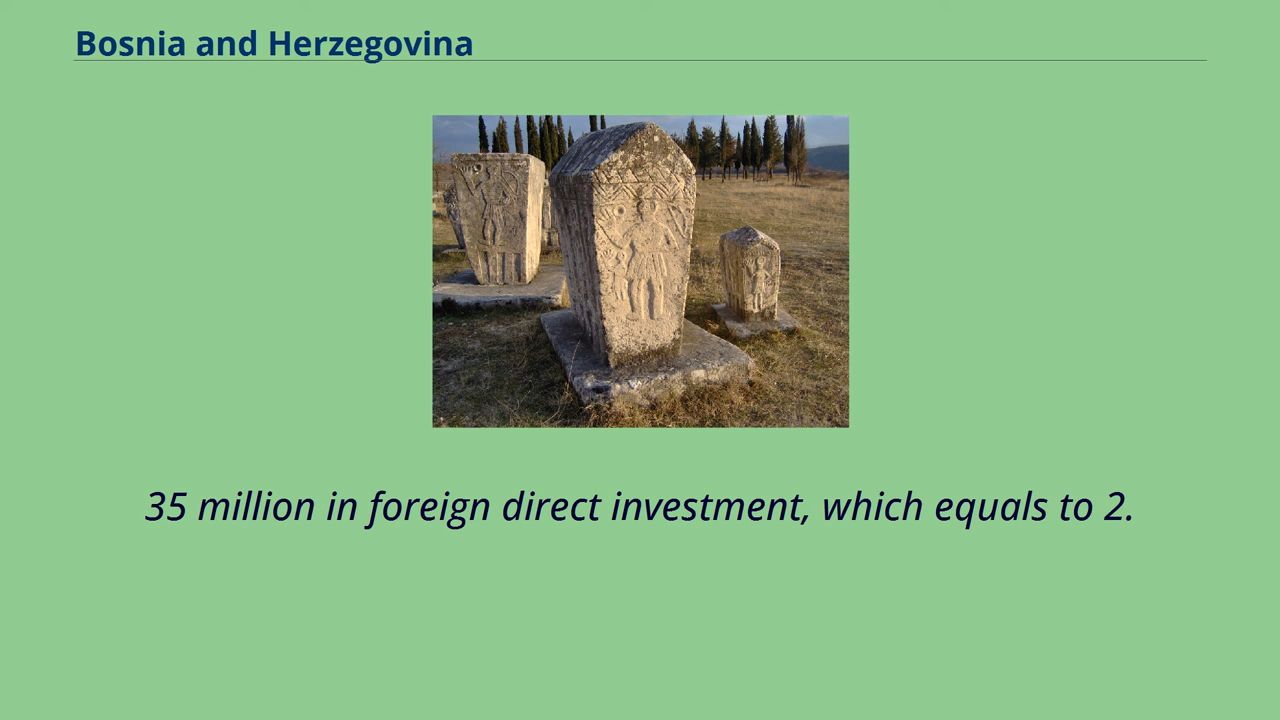 Bosnia and Herzegovina
35 million in foreign direct investment, which equals to 2.